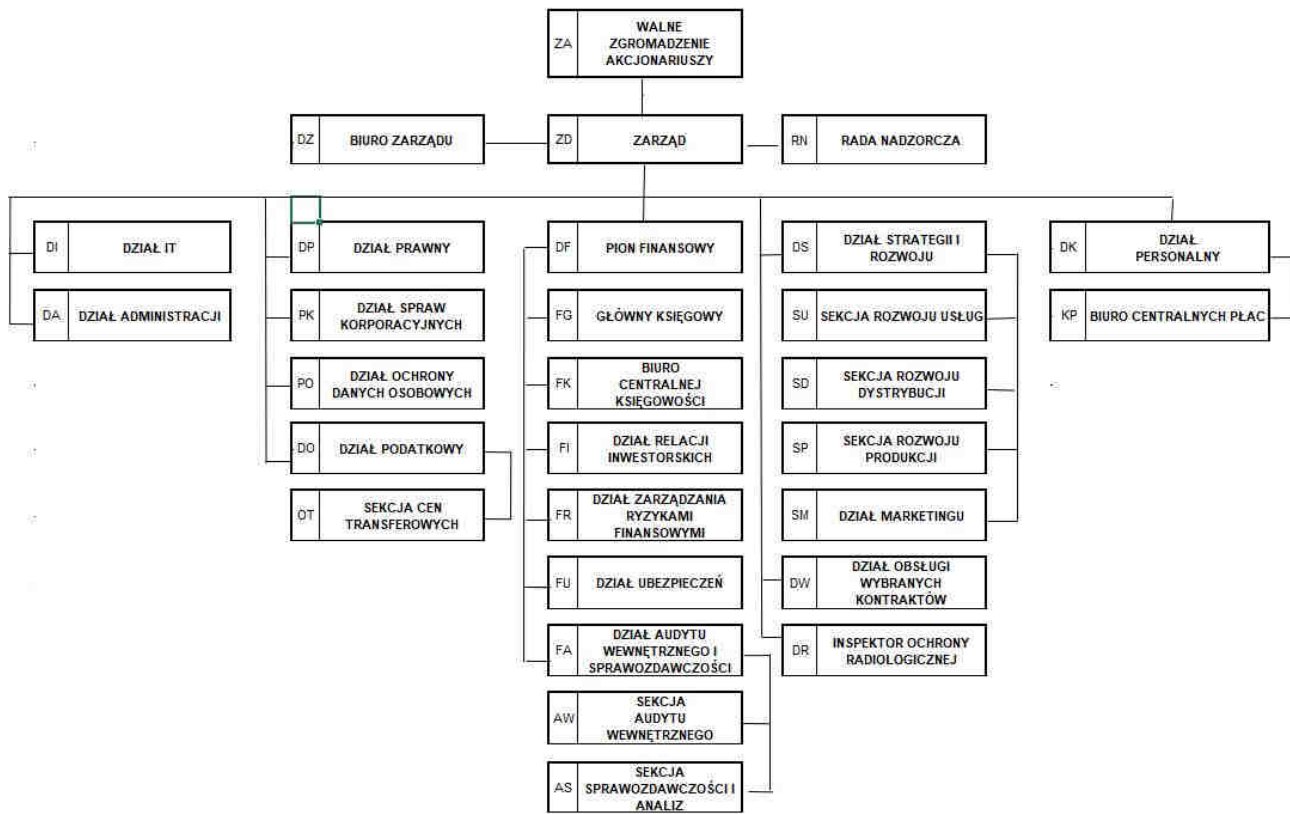 ZA
WALNE
ZGROMADZENIE
AKCJONARIUSZY
DZ
BIURO ZARZĄDU
ZD
ZARZĄD
RN
RADA NADZORCZA
DI
DZIAŁ IT
DP
DZIAŁ PRAWNY
DF
PION FINANSOWY
DS
DZIAŁ STRATEGII I
ROZWOJU
DK
DZIAŁ
PERSONALNY
DA
DZIAŁ ADMINISTRACJI
PK
DZIAŁ SPRAW
KORPORACYJNYCH
FG
GŁÓWNY KSIĘGOWY
SU
SEKCJA ROZWOJU USŁUG
KP
BIURO CENTRALNYCH PŁAC
PO
DZIAŁ OCHRONY
DANYCH OSOBOWYCH
FK
BIURO
CENTRALNEJ
KSIĘGOWOŚCI
SD
SEKCJA ROZWOJU
DYSTRYBUCJI
DO
DZIAŁ PODATKOWY
FI
DZIAŁ RELACJI
INWESTORSKICH
SP
SEKCJA ROZWOJU
PRODUKCJI
OT
SEKCJA CEN
TRANSFEROWYCH
FR
DZIAŁ ZARZĄDZANIA
RYZYKAMI
FINANSOWYMI
SM
DZIAŁ MARKETINGU
FU
DZIAŁ UBEZPIECZEŃ
DW
DZIAŁ OBSŁUGI
WYBRANYCH
KONTRAKTÓW
FA
DZIAŁ AUDYTU
WEWNĘTRZNEGO I
SPRAWOZDAWCZOŚCI
DR
INSPEKTOR OCHRONY
RADIOLOGICZNEJ
AW
SEKCJA
AUDYTU
WEWNĘTRZNEGO
AS
SEKCJA
SPRAWOZDAWCZOŚCI I
ANALIZ